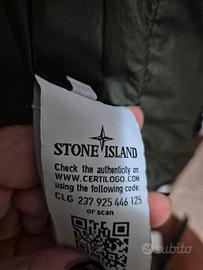 STONE ISLAND
Check the authenticity on
WWW.CERTILOGO.COM
using the following code:
CLG 237 925 446 125
or scan
subito